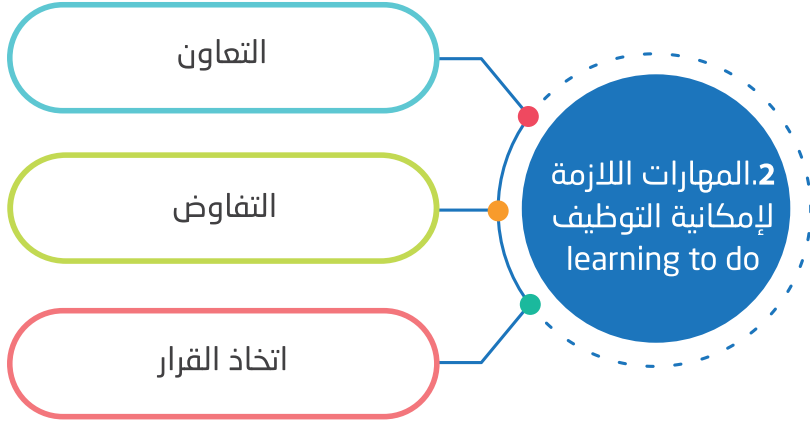 2.المهارات اللازمة
لإمكانية التوظيف
learning to do
التعاون
التفاوض
اتخاذ القرار